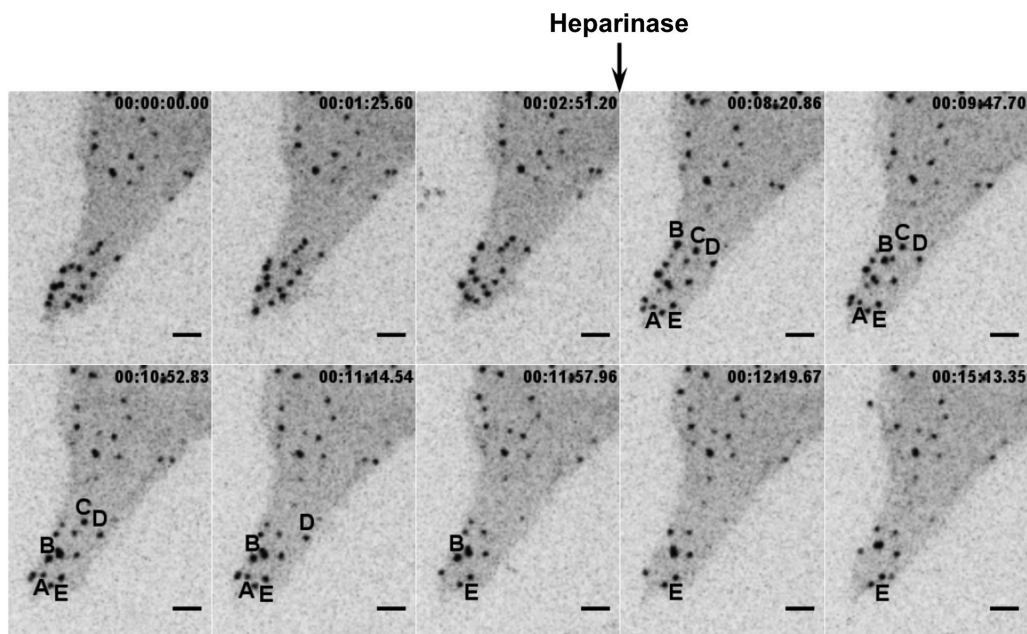 Heparinase
00:00:00.00
00:01:25.60
00:02:51.20
00:08:20.86
00:09:47.70
B C D
A E
B C D
A E
00:10:52.83
00:11:14.54
00:11:57.96
00:12:19.67
00:15:13.35
C D
B
A E
D
B
A E
B
E
E
E